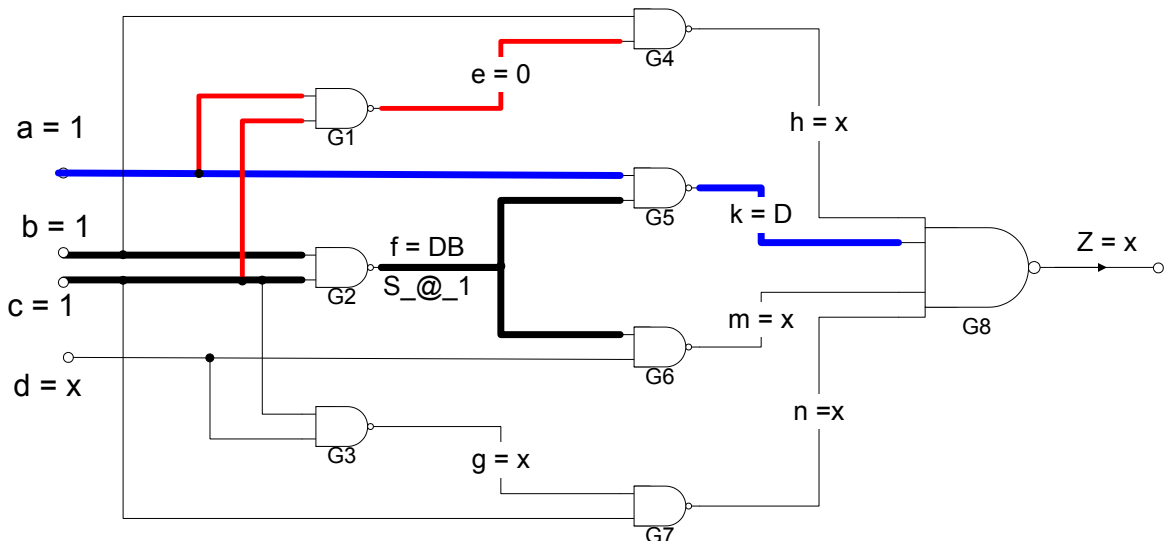 G4
e = 0
a = 1
G1
h = x
G5
k = D
b = 1
f = DB
Z = x
S_@_1
c = 1
G2
m = x
G8
d = x
G6
n =x
G3
g = x
G7